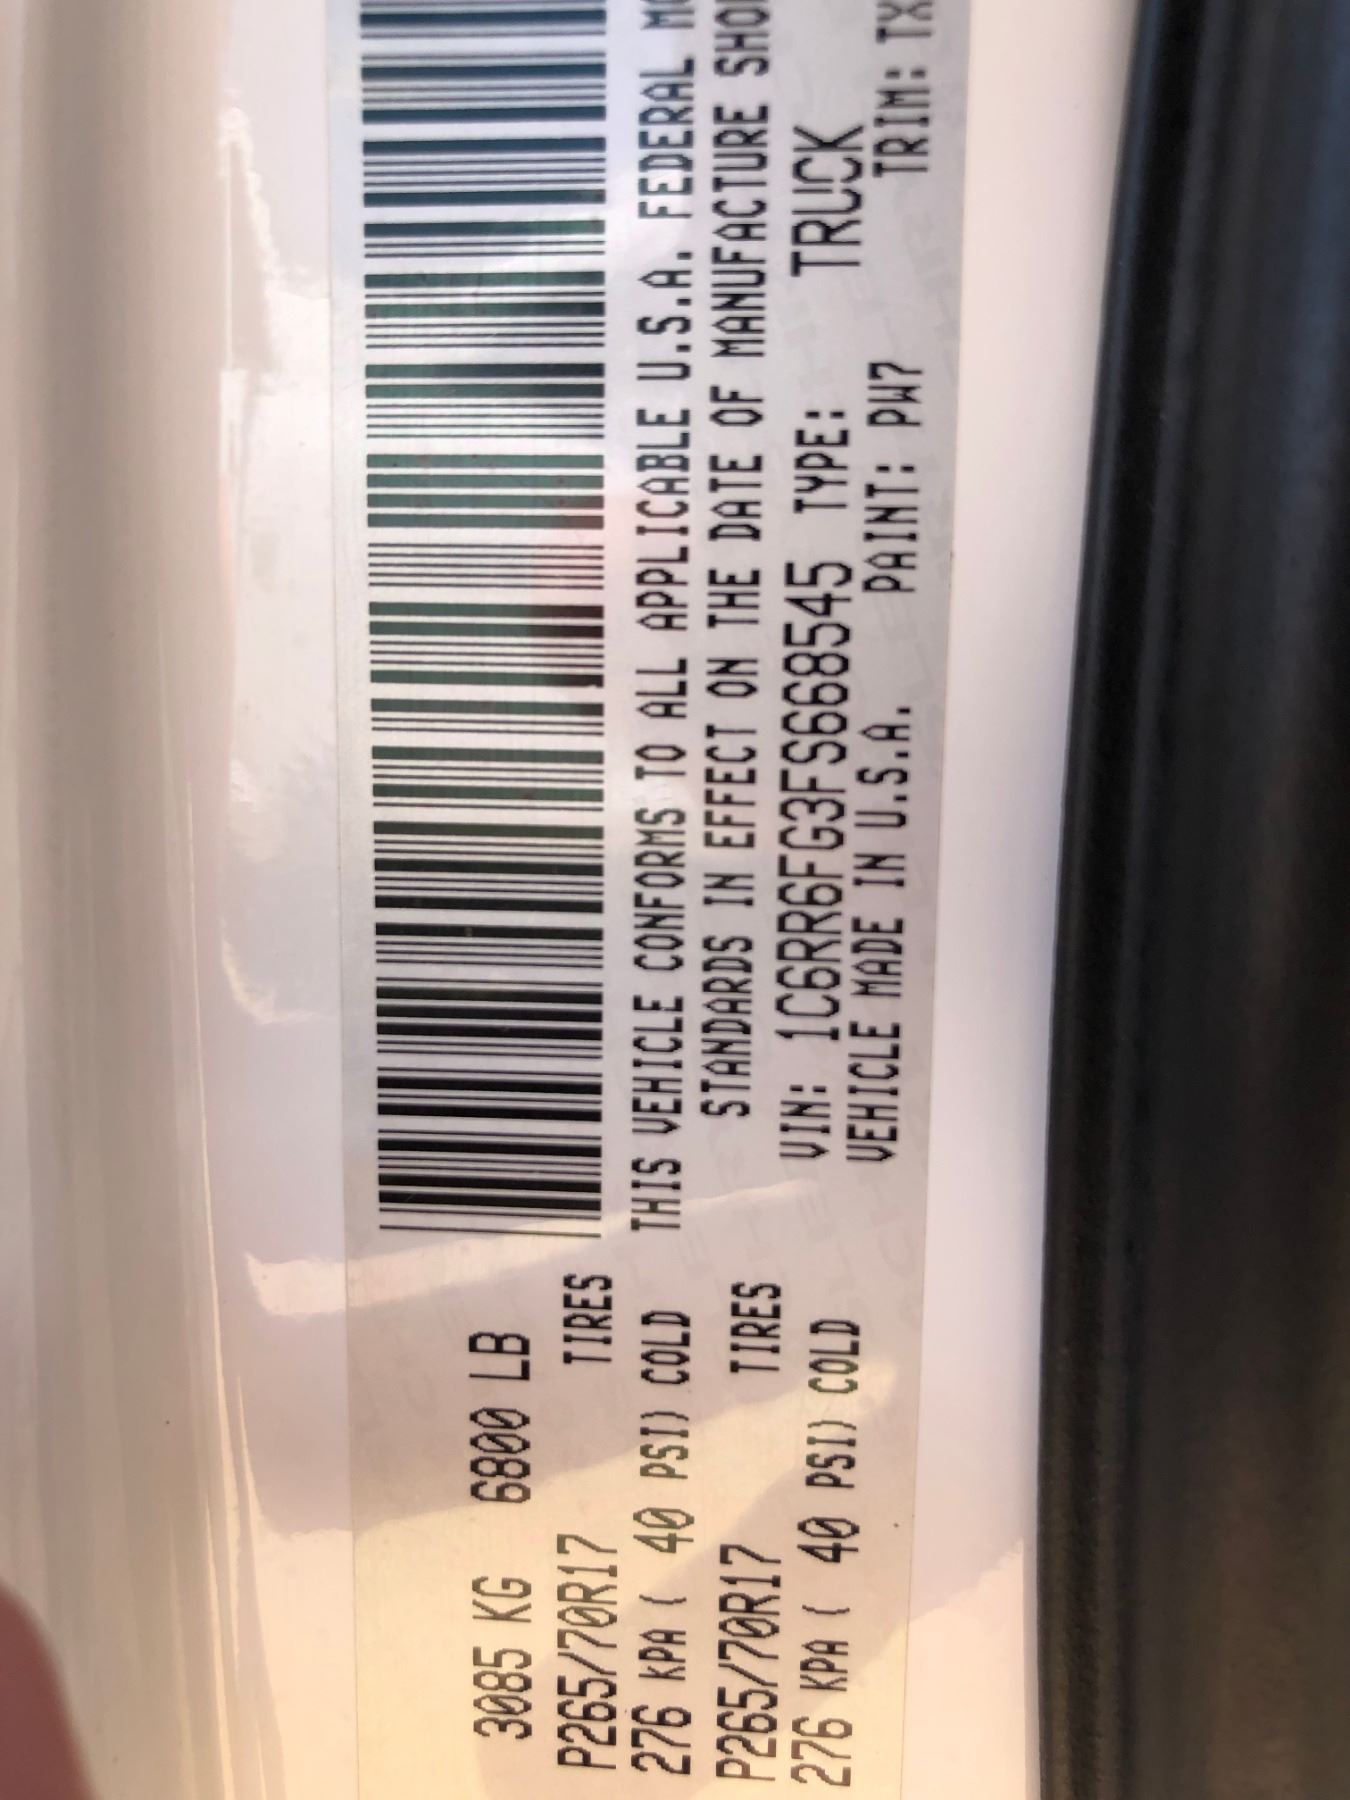 3085 KG 6800 LB
P265/70R17 TIRES
276 KPA ( 40 PSI) COLD
P265/70R17 TIRES
276 KPA ( 40 PSI) COLD
THIS VEHICLE CONFORMS TO ALL APPLICABLE U.S.A. FEDERAL
STANDARDS IN EFFECT ON THE DATE OF MANUFACTURE
VIN: 1C6RR6FG3FS668545 TYPE: TRUCK
VEHICLE MADE IN U.S.A. PAINT: PW7 TRIM: TX